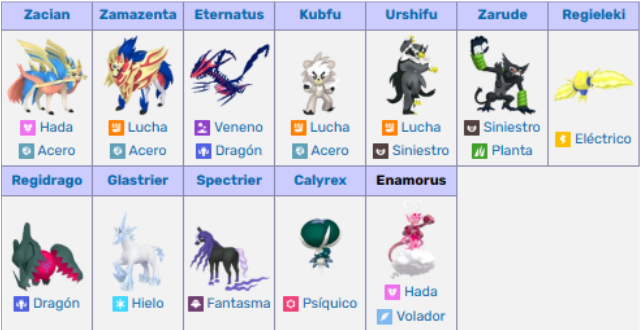 Zacian Zamazenta Eternatus Kubfu Urshifu Zarude Regieleki
Hada Lucha Veneno Lucha Lucha Siniestro Eléctrico
Acero Acero Dragón Acero Siniestro Planta
Regidrago Glastrier Spectrier Calyrex Enamorus
Dragón Hielo Fantasma Psíquico Hada
Volador